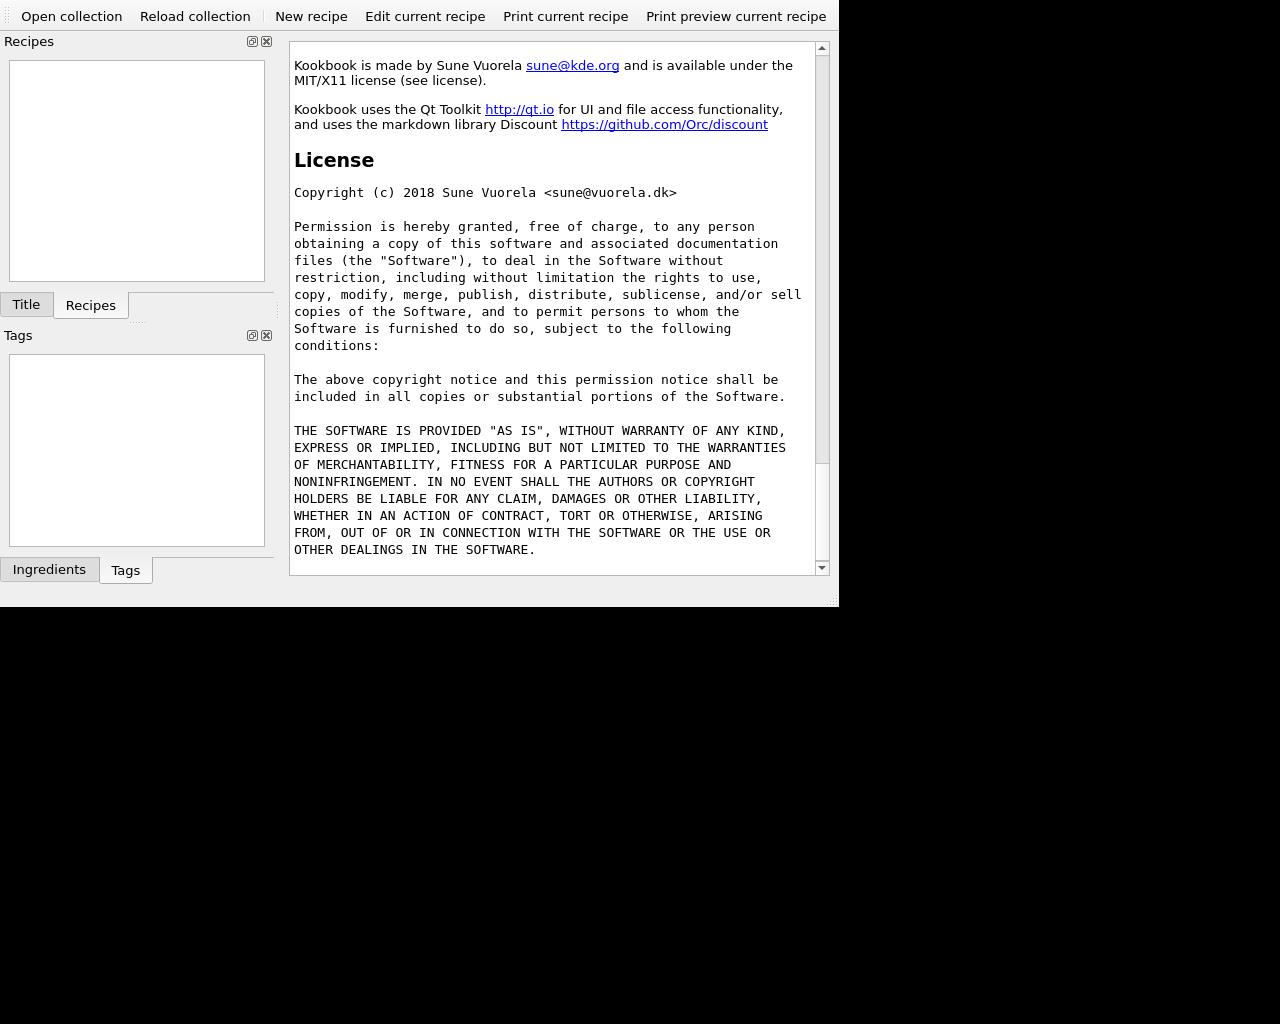 Open collection Reload collection New recipe Edit current recipe Print current recipe Print preview current recipe
Recipes
Title Recipes
Tags
Ingredients Tags
Kookbook is made by Sune Vuorela sune@kde.org and is available under the
MIT/X11 license (see license).
Kookbook uses the Qt Toolkit http://qt.io for UI and file access functionality,
and uses the markdown library Discount https://github.com/Orc/discount
License
Copyright (c) 2018 Sune Vuorela <sune@vuorela.dk>
Permission is hereby granted, free of charge, to any person
obtaining a copy of this software and associated documentation
files (the "Software"), to deal in the Software without
restriction, including without limitation the rights to use,
copy, modify, merge, publish, distribute, sublicense, and/or sell
copies of the Software, and to permit persons to whom the
Software is furnished to do so, subject to the following
conditions:
The above copyright notice and this permission notice shall be
included in all copies or substantial portions of the Software.
THE SOFTWARE IS PROVIDED "AS IS", WITHOUT WARRANTY OF ANY KIND,
EXPRESS OR IMPLIED, INCLUDING BUT NOT LIMITED TO THE WARRANTIES
OF MERCHANTABILITY, FITNESS FOR A PARTICULAR PURPOSE AND
NONINFRINGEMENT. IN NO EVENT SHALL THE AUTHORS OR COPYRIGHT
HOLDERS BE LIABLE FOR ANY CLAIM, DAMAGES OR OTHER LIABILITY,
WHETHER IN AN ACTION OF CONTRACT, TORT OR OTHERWISE, ARISING
FROM, OUT OF OR IN CONNECTION WITH THE SOFTWARE OR THE USE OR
OTHER DEALINGS IN THE SOFTWARE.